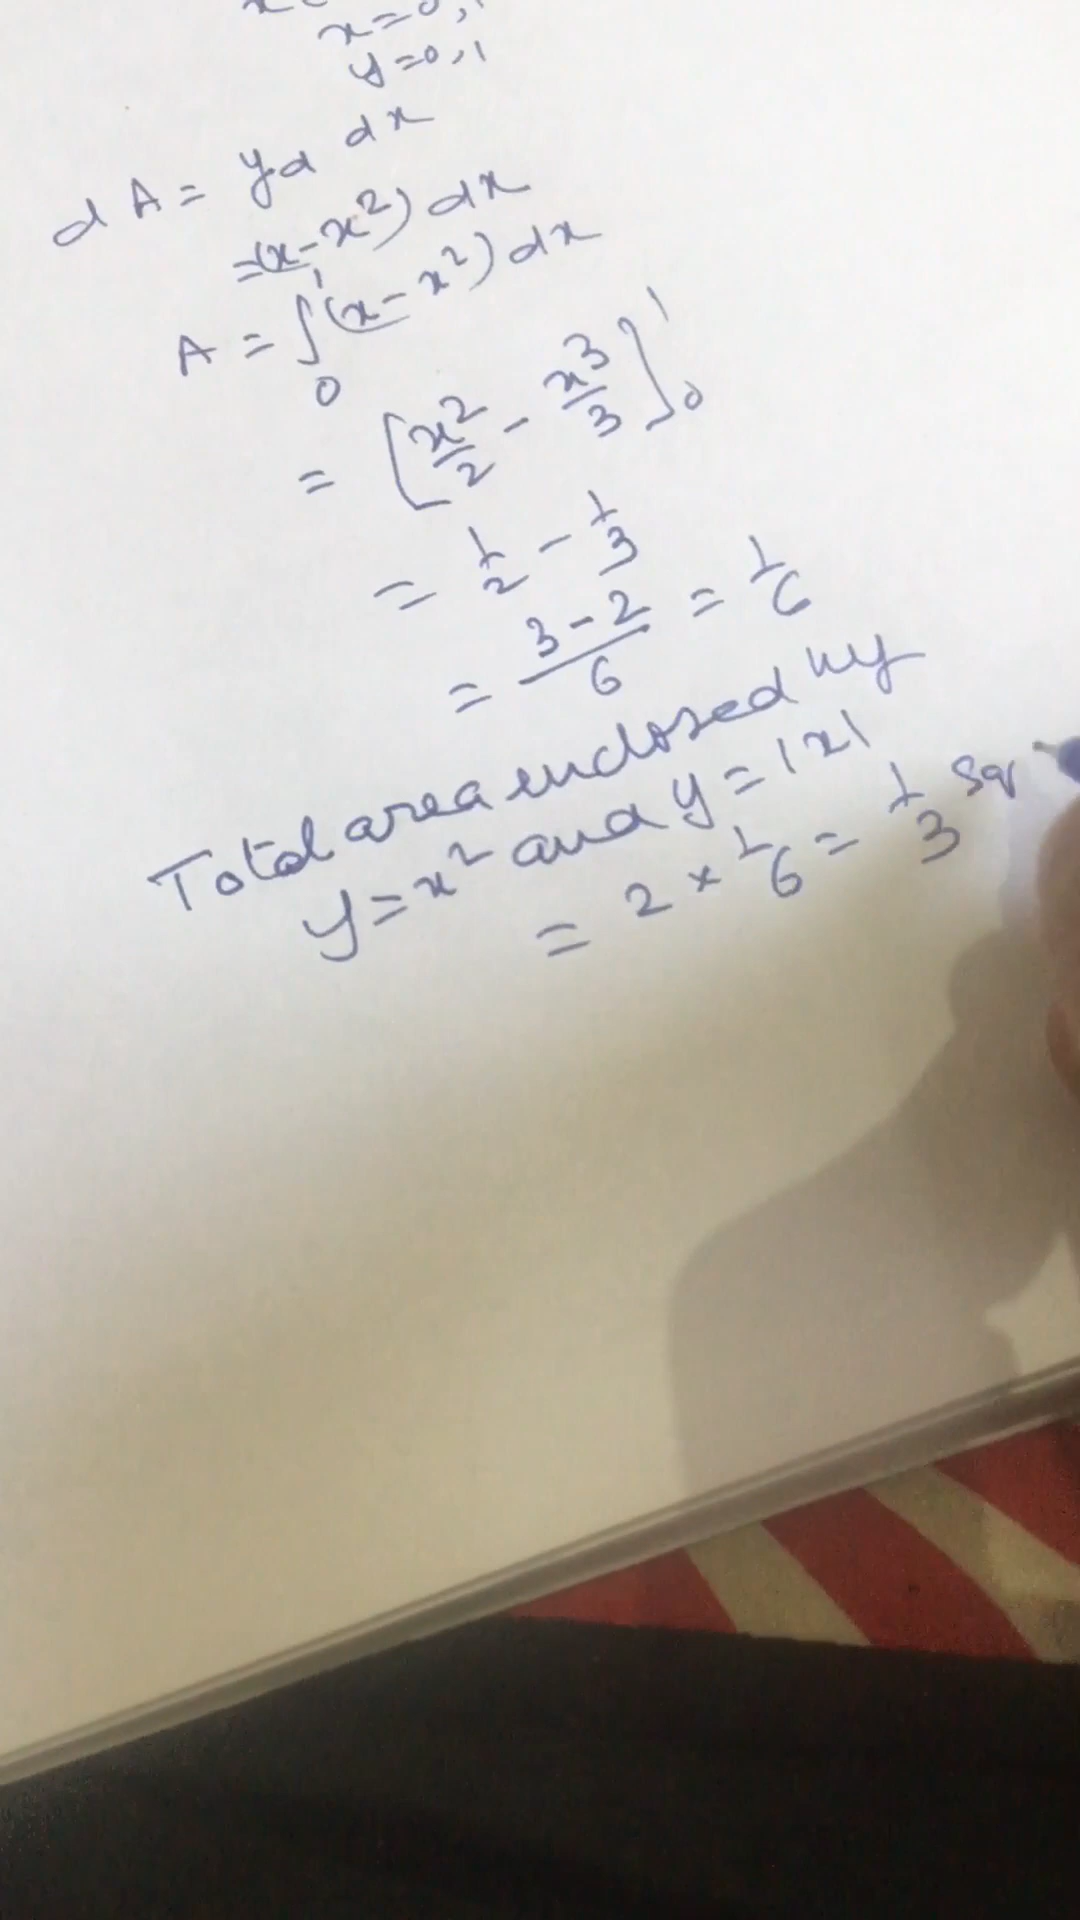 x=0,1
y=0,1
dA = yd dx
=(x-x²) dx
A = ∫₀¹ (x-x²) dx
= [x²/2 - x³/3]₀¹
= 1/2 - 1/3
= 3-2/6 = 1/6
Total area enclosed by
y=x² and y=|x|
= 2 × 1/6 = 1/3 sq